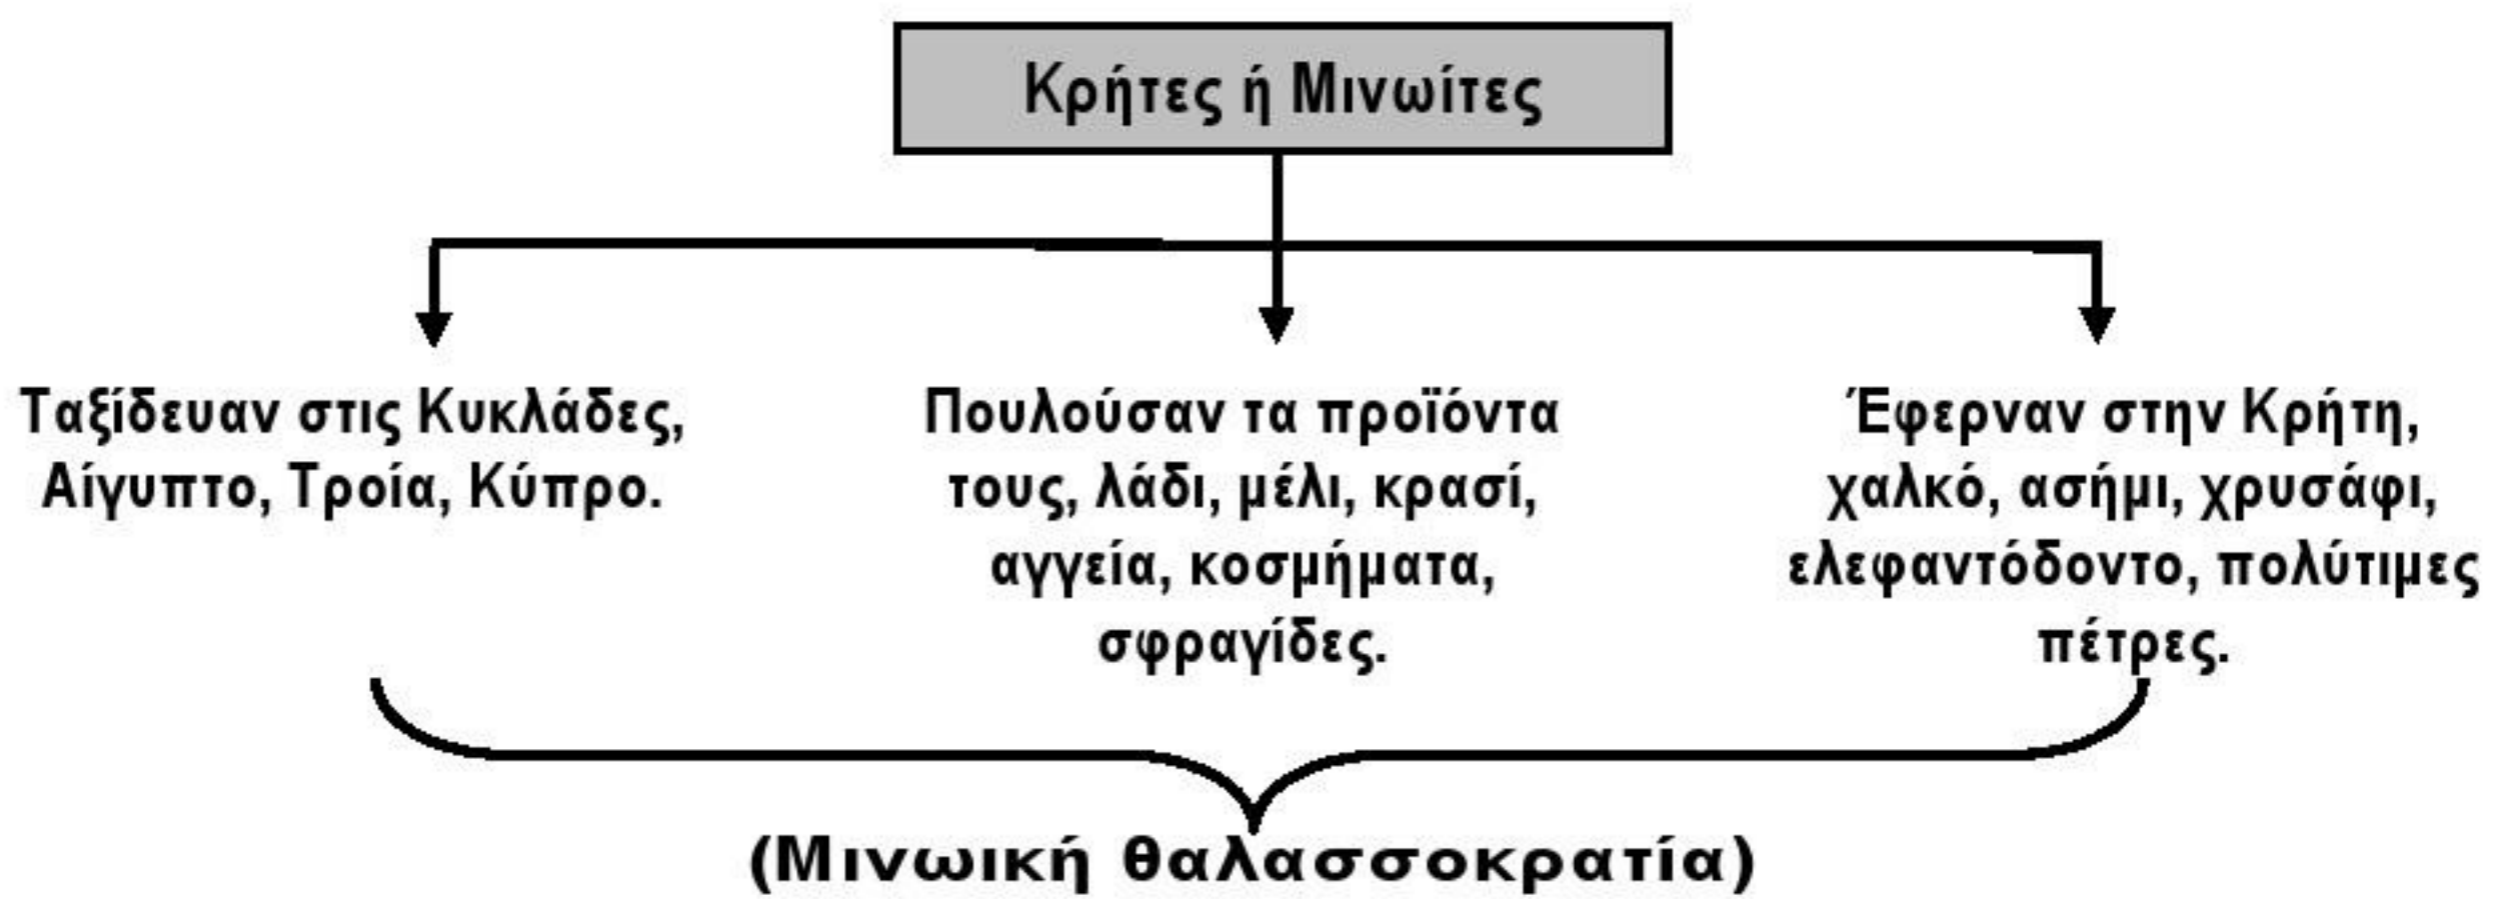 Κρήτες ή Μινωίτες
Ταξίδευαν στις Κυκλάδες,
Αίγυπτο, Τροία, Κύπρο.
Πουλούσαν τα προϊόντα
τους, λάδι, μέλι, κρασί,
αγγεία, κοσμήματα,
σφραγίδες.
Έφερναν στην Κρήτη,
χαλκό, ασήμι, χρυσάφι,
ελεφαντόδοντο, πολύτιμες
πέτρες.
(Μινωική θαλασσοκρατία)